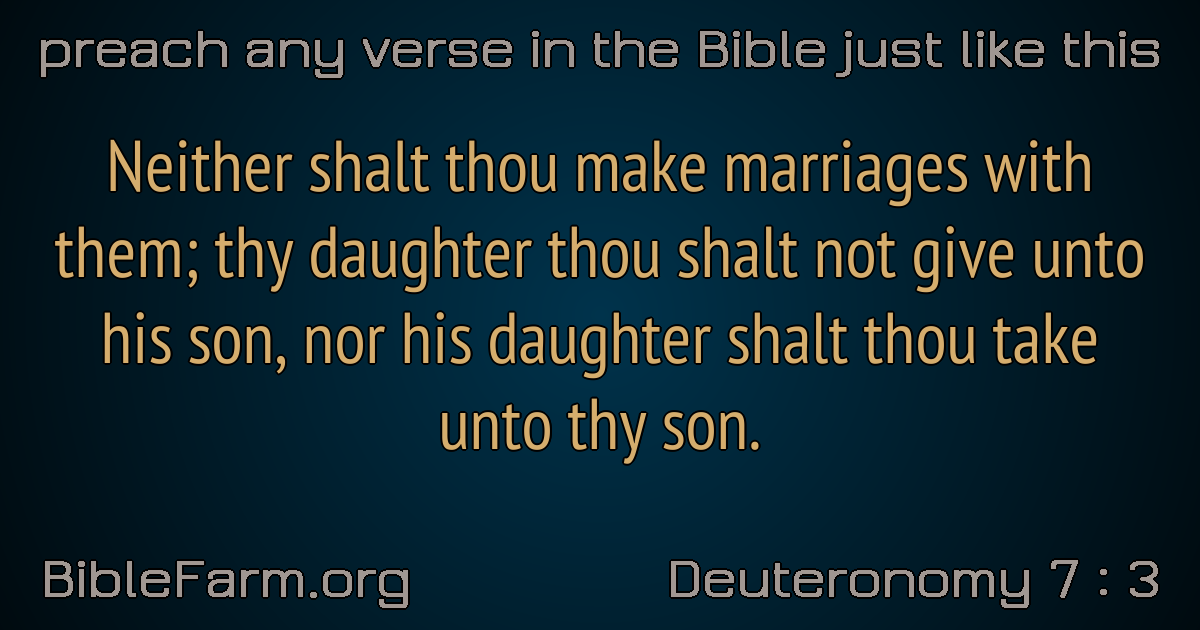 preach any verse in the Bible just like this
Neither shalt thou make marriages with
them; thy daughter thou shalt not give unto
his son, nor his daughter shalt thou take
unto thy son.
BibleFarm.org
Deuteronomy 7 : 3